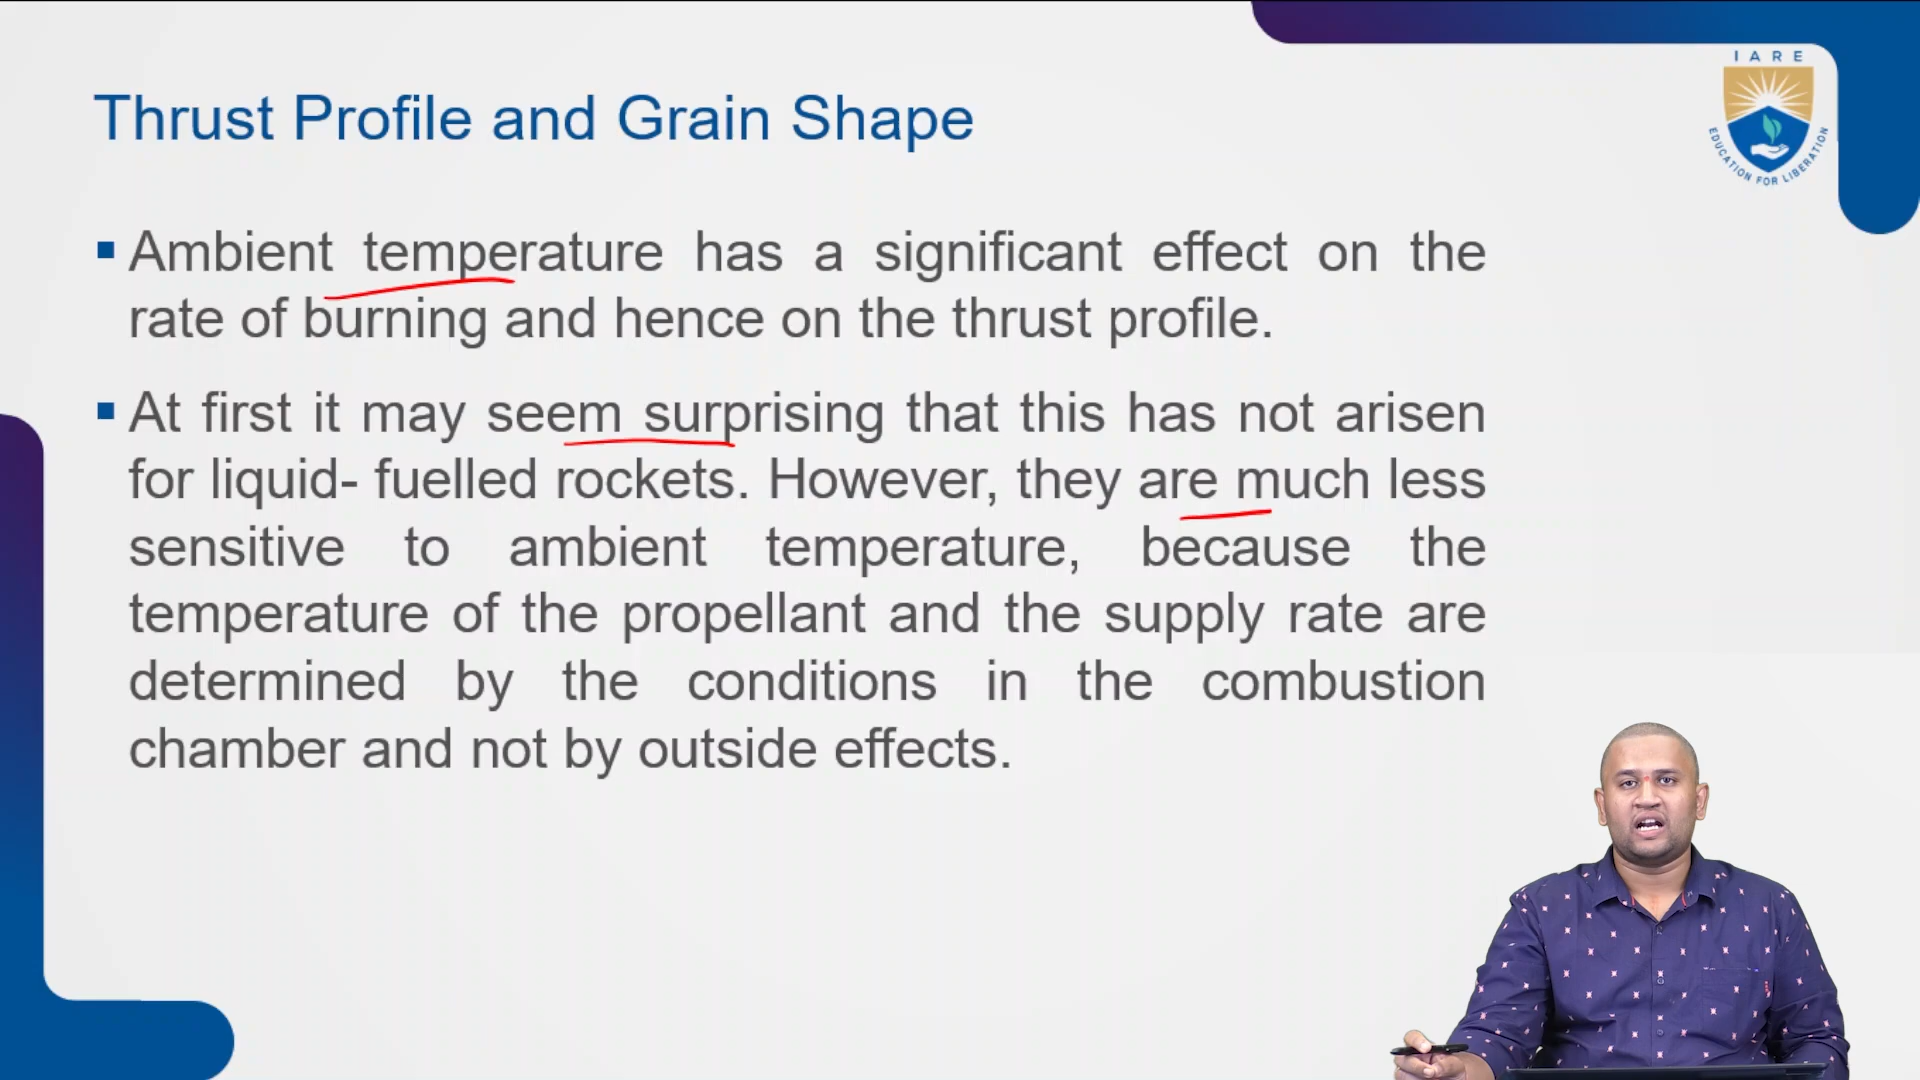 IARE
EDUCATION FOR LIBERATION
Thrust Profile and Grain Shape
Ambient temperature has a significant effect on the
rate of burning and hence on the thrust profile.
At first it may seem surprising that this has not arisen
for liquid- fuelled rockets. However, they are much less
sensitive to ambient temperature, because the
temperature of the propellant and the supply rate are
determined by the conditions in the combustion
chamber and not by outside effects.